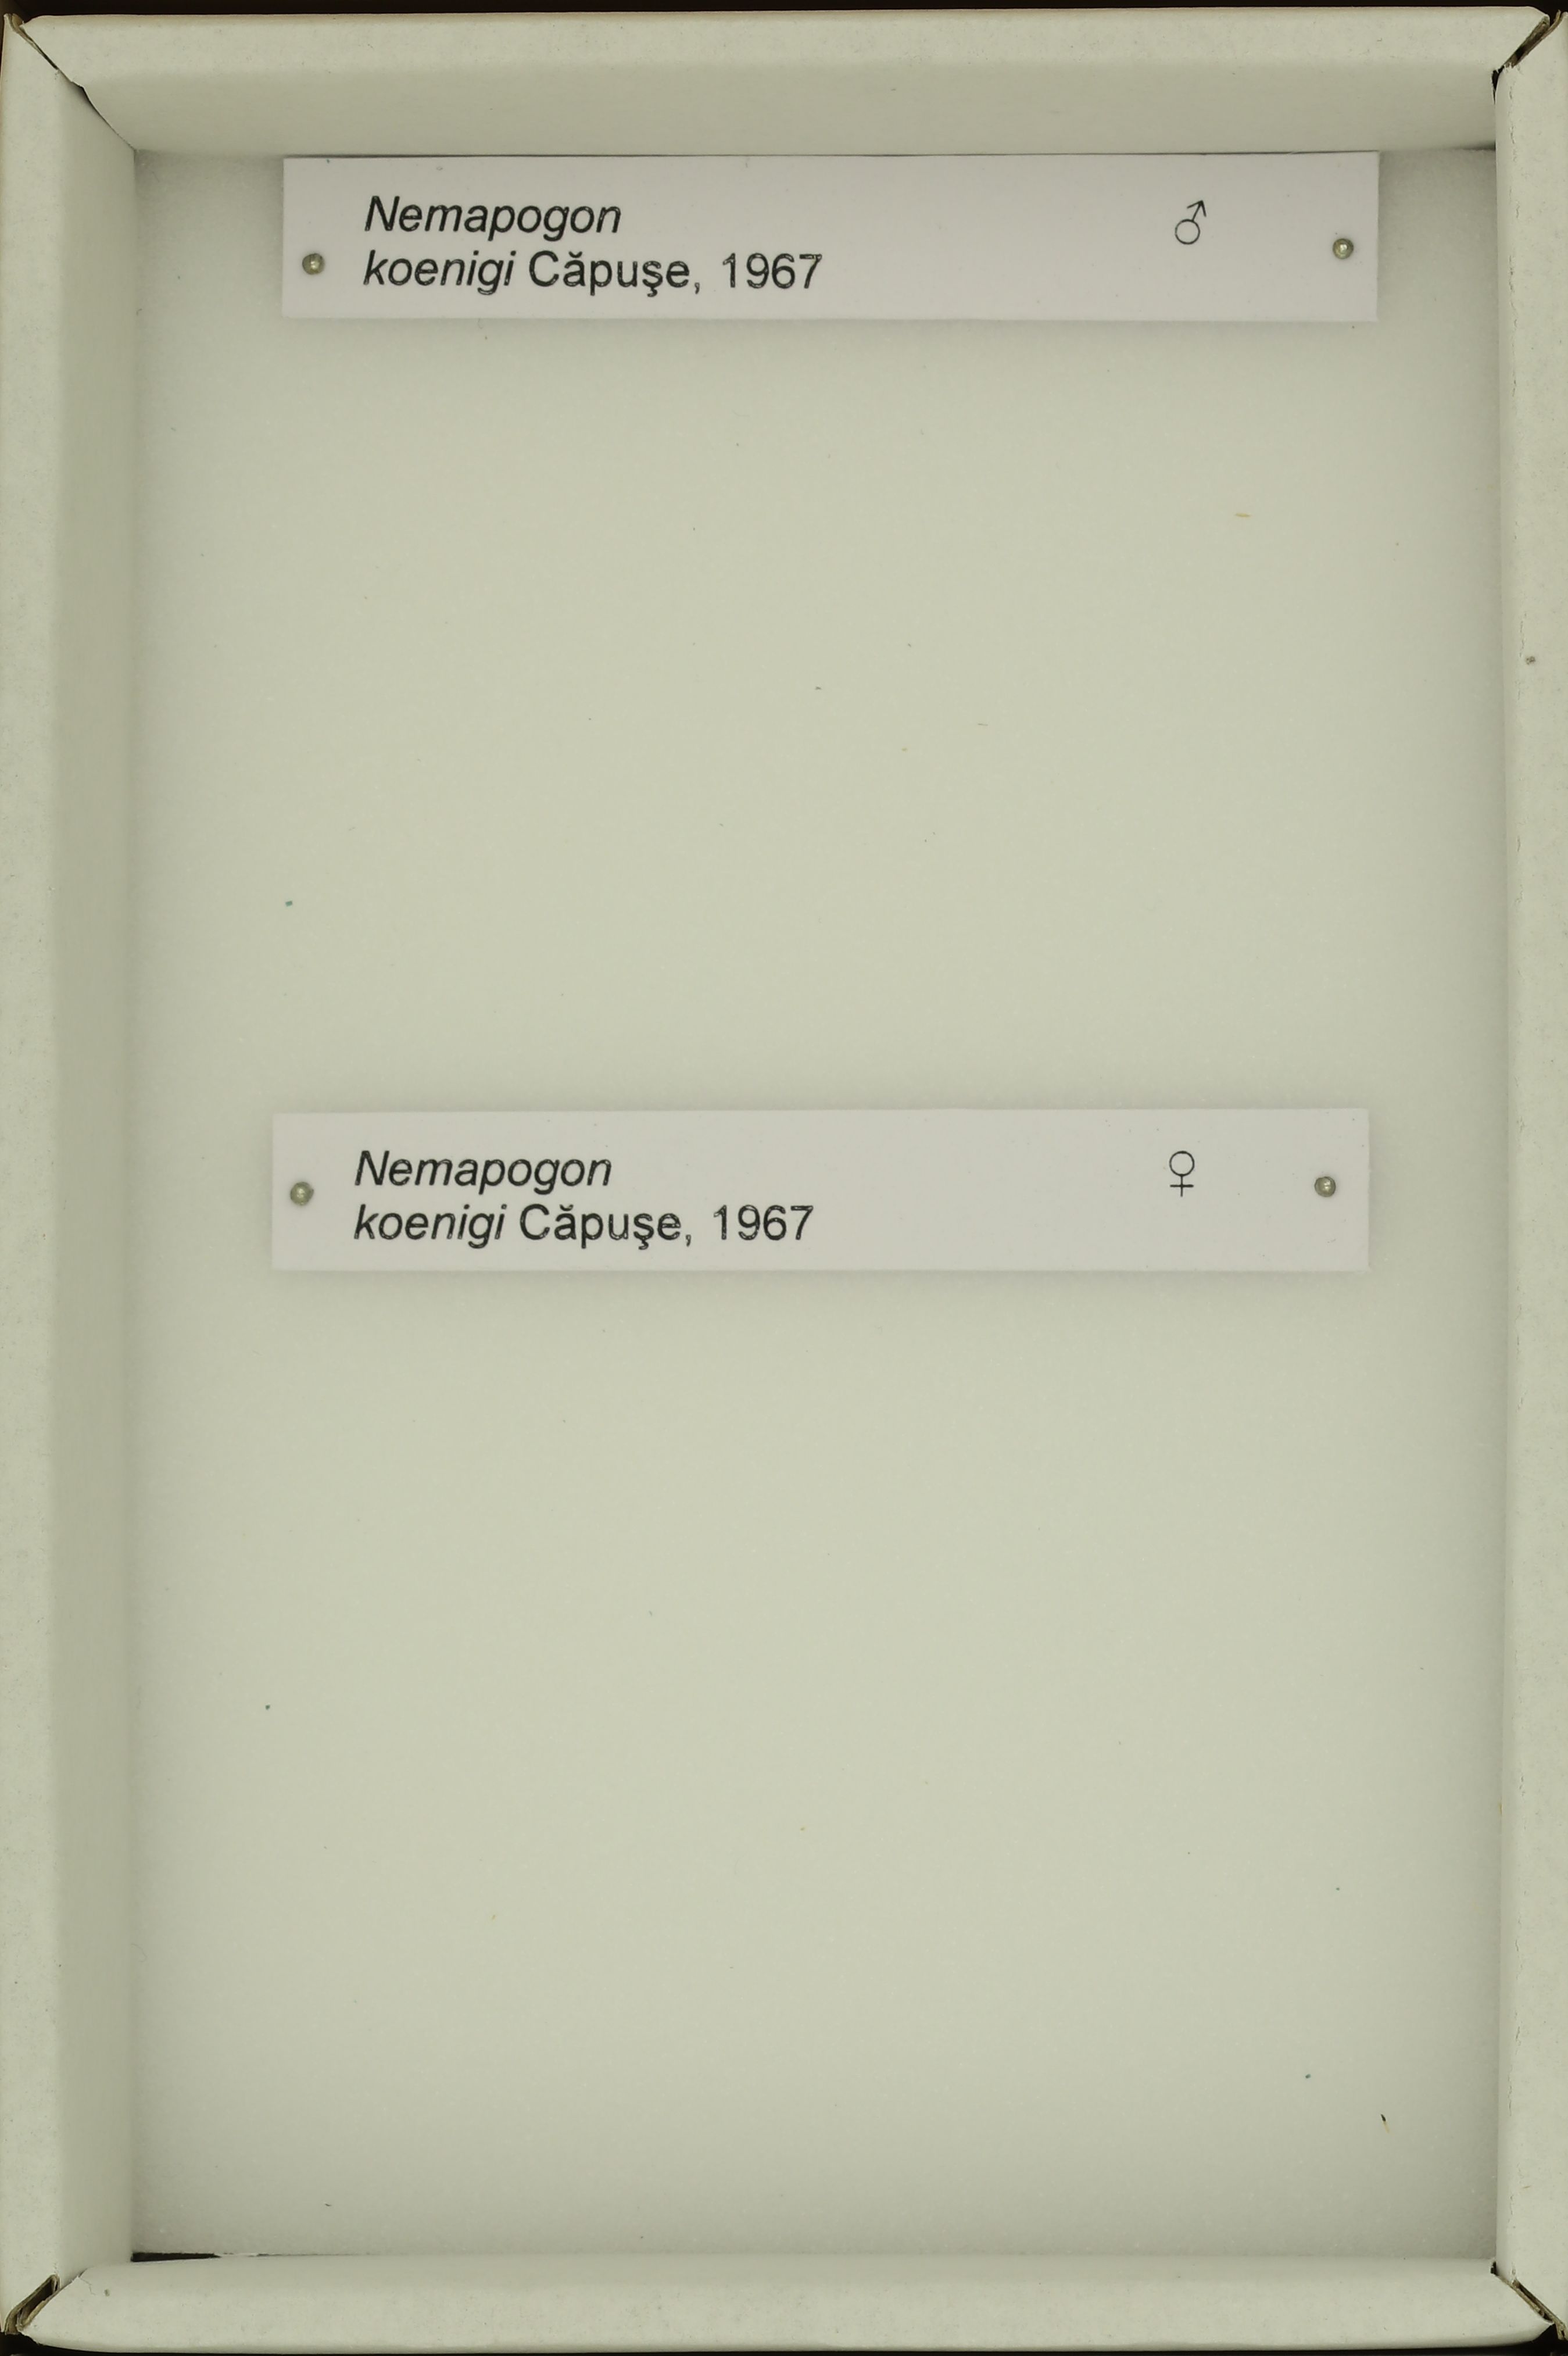 Nemapogon ♂
koenigi Căpuşe, 1967
Nemapogon ♀
koenigi Căpuşe, 1967